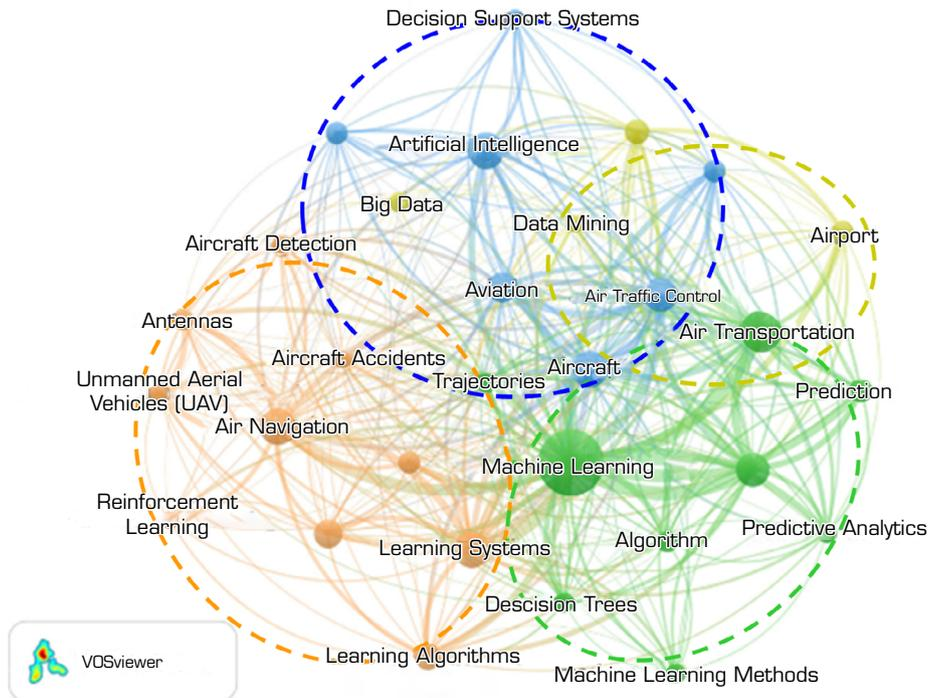 Decision Support Systems
Artificial Intelligence
Big Data
Data Mining
Airport
Aircraft Detection
Aviation
Air Traffic Control
Antennas
Air Transportation
Aircraft Accidents
Aircraft
Trajectories
Unmanned Aerial
Vehicles (UAV)
Prediction
Air Navigation
Machine Learning
Reinforcement
Learning
Predictive Analytics
Algorithm
Learning Systems
Descision Trees
Learning Algorithms
Machine Learning Methods
VOSviewer